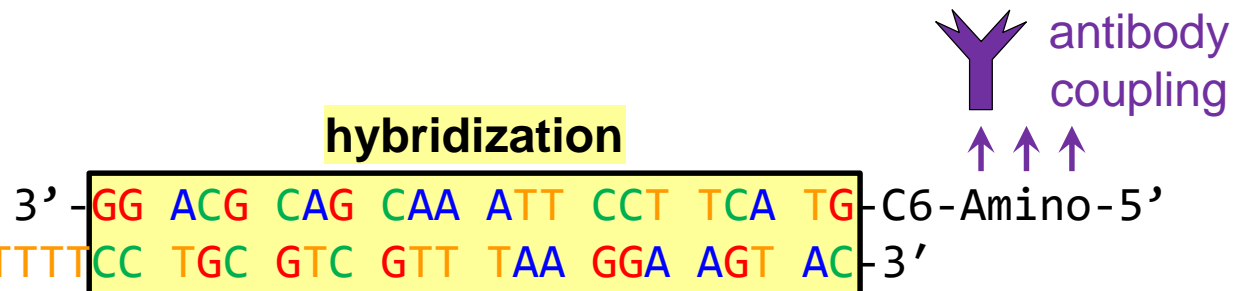 antibody
coupling
hybridization
3’-GG ACG CAG CAA ATT CCT TCA TG-C6-Amino-5’
TTTTCC TGC GTC GTT TAA GGA AGT AC-3’